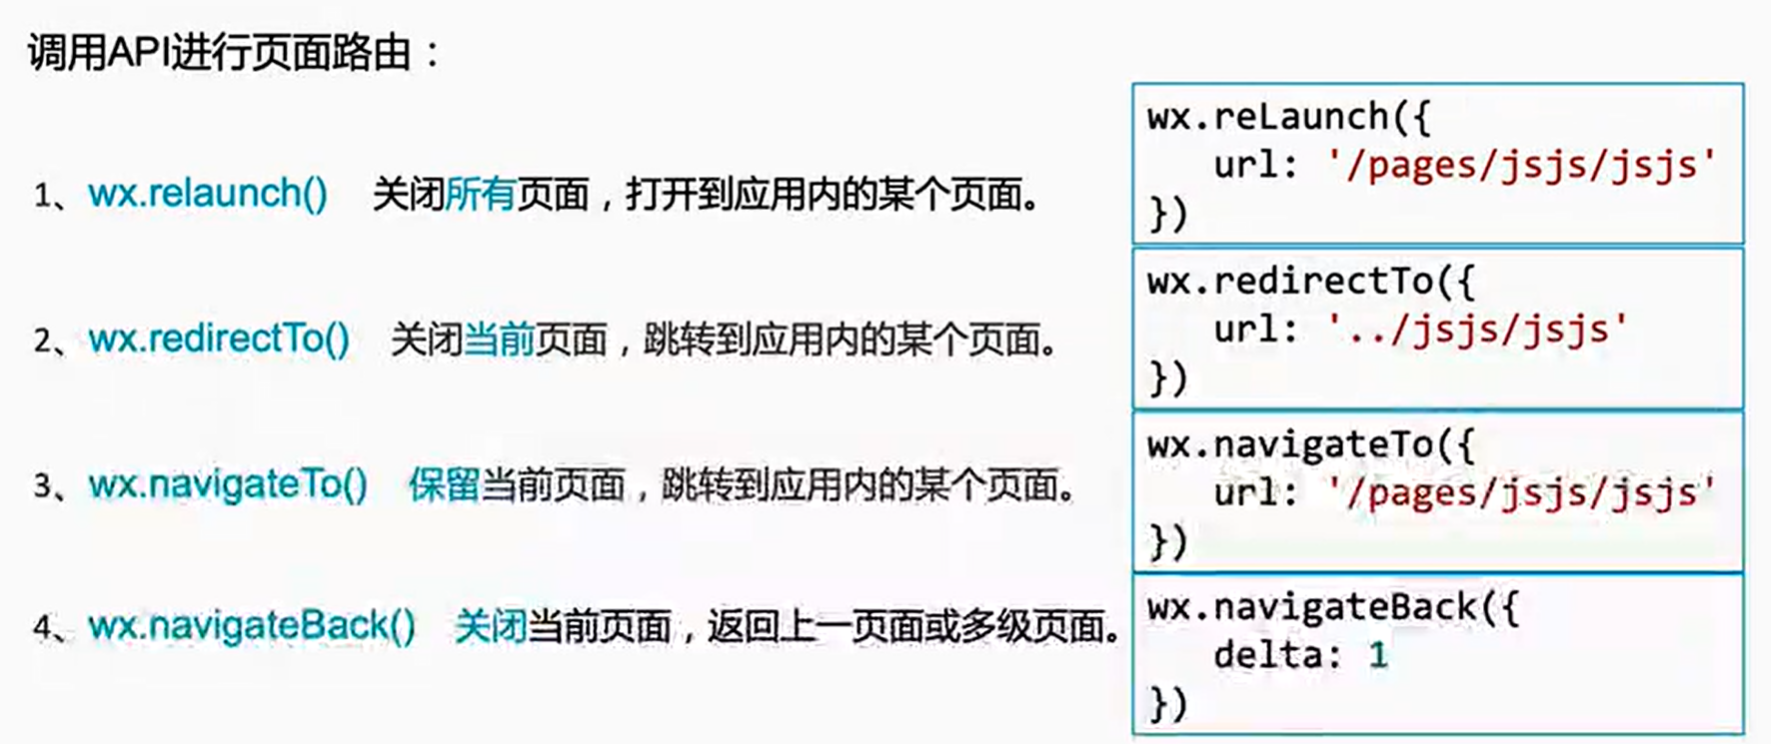 调用API进行页面路由：
1、wx.relaunch() 关闭所有页面，打开到应用内的某个页面。
wx.reLaunch({
url: '/pages/jsjs/jsjs'
})
2、wx.redirectTo() 关闭当前页面，跳转到应用内的某个页面。
wx.redirectTo({
url: '../jsjs/jsjs'
})
3、wx.navigateTo() 保留当前页面，跳转到应用内的某个页面。
wx.navigateTo({
url: '/pages/jsjs/jsjs'
})
4、wx.navigateBack() 关闭当前页面，返回上一页面或多级页面。
wx.navigateBack({
delta: 1
})